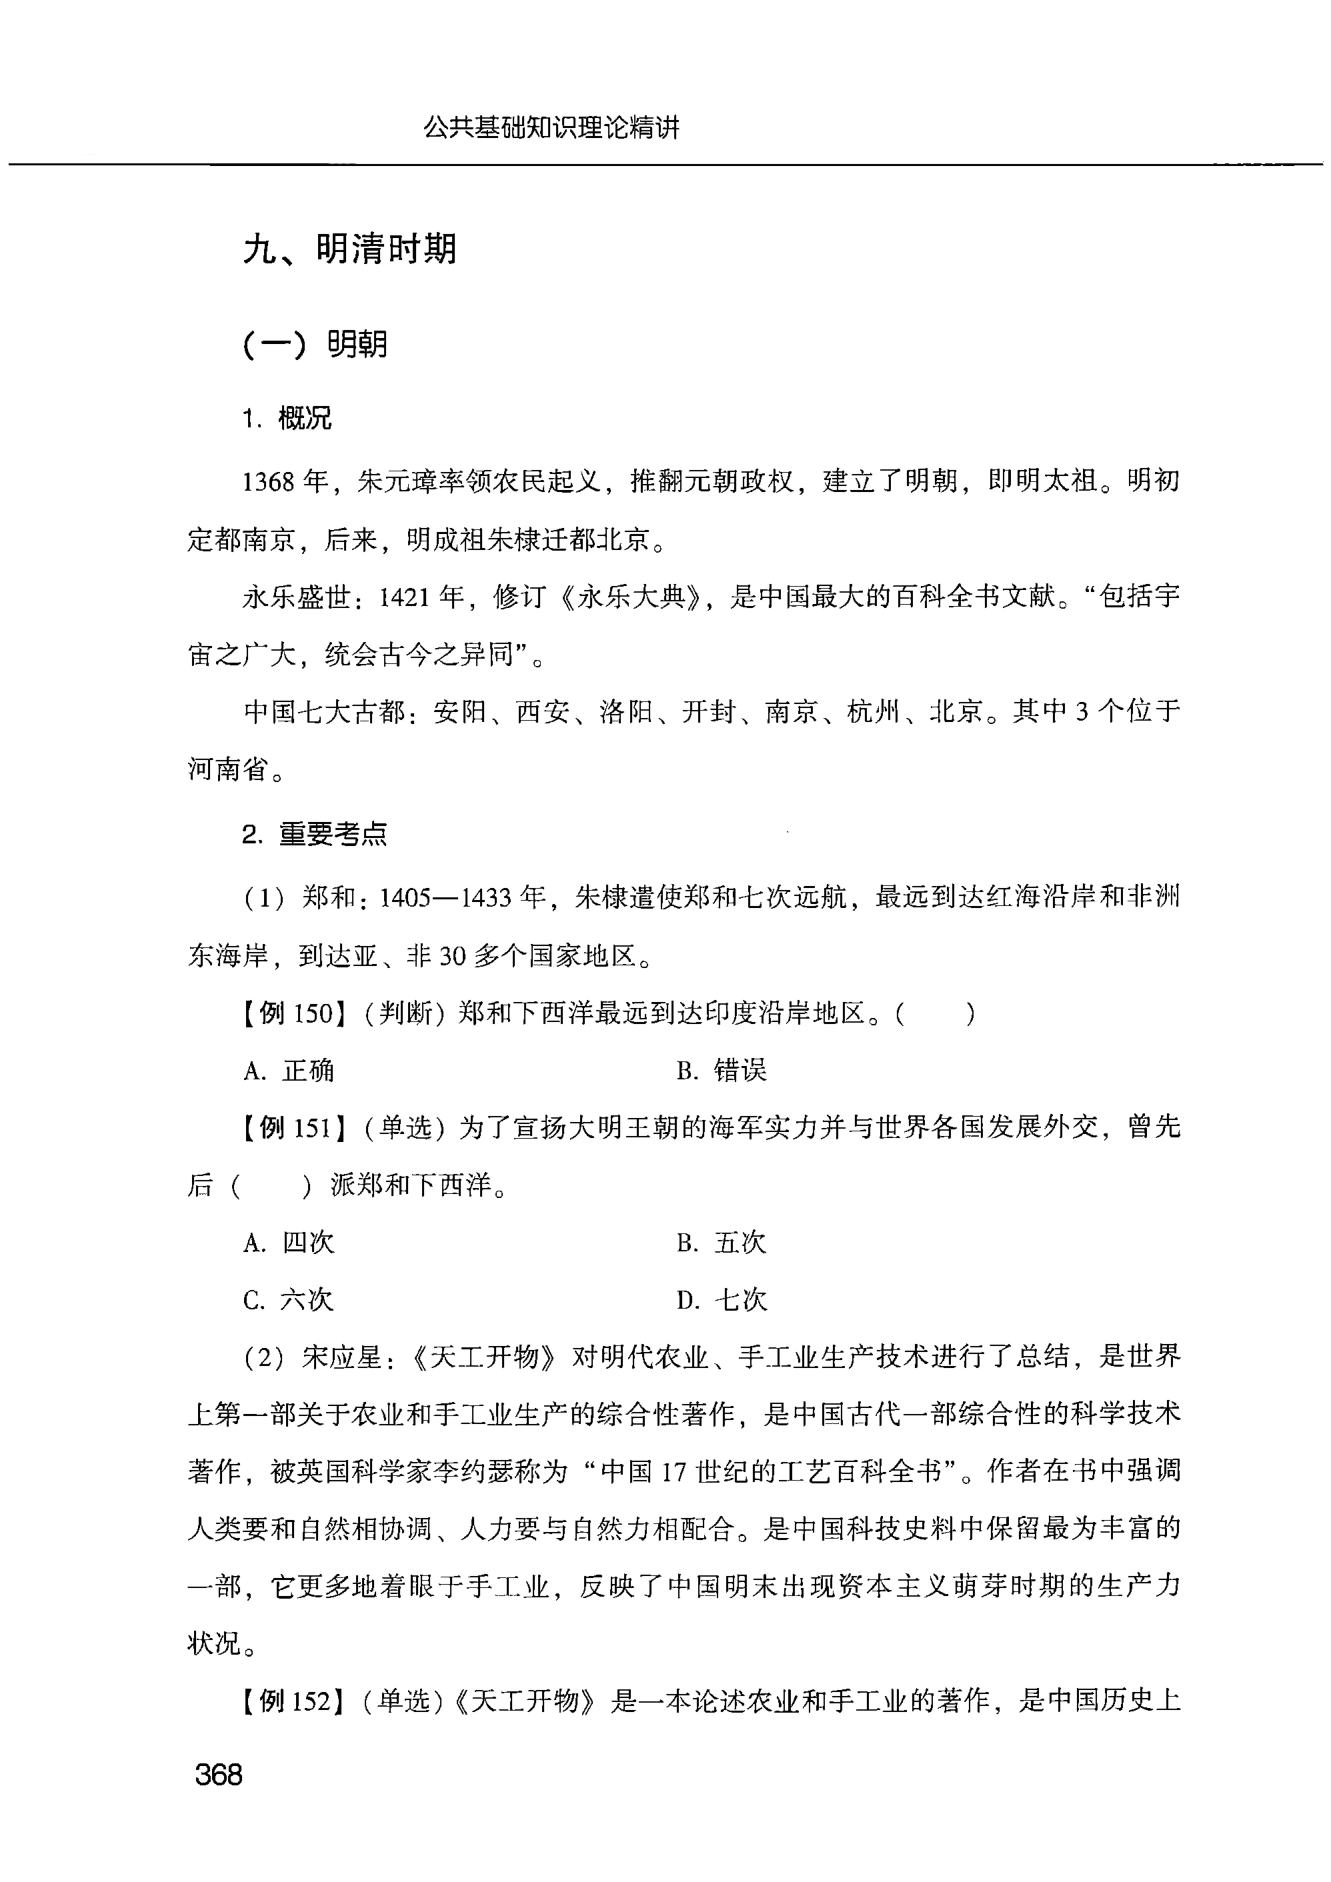 公共基础知识理论精讲
九、明清时期
(一) 明朝
1. 概况
1368 年，朱元璋率领农民起义，推翻元朝政权，建立了明朝，即明太祖。明初
定都南京，后来，明成祖朱棣迁都北京。
永乐盛世：1421 年，修订《永乐大典》，是中国最大的百科全书文献。“包括宇
宙之广大，统会古今之异同”。
中国七大古都：安阳、西安、洛阳、开封、南京、杭州、北京。其中 3 个位于
河南省。
2. 重要考点
(1) 郑和：1405—1433 年，朱棣遣使郑和七次远航，最远到达红海沿岸和非洲
东海岸，到达亚、非 30 多个国家地区。
【例 150】(判断) 郑和下西洋最远到达印度沿岸地区。(　　)
A. 正确　　B. 错误
【例 151】(单选) 为了宣扬大明王朝的海军实力并与世界各国发展外交，曾先
后 (　　) 派郑和下西洋。
A. 四次　　B. 五次
C. 六次　　D. 七次
(2) 宋应星：《天工开物》对明代农业、手工业生产技术进行了总结，是世界
上第一部关于农业和手工业生产的综合性著作，是中国古代一部综合性的科学技术
著作，被英国科学家李约瑟称为“中国 17 世纪的工艺百科全书”。作者在书中强调
人类要和自然相协调、人力要与自然力相配合。是中国科技史料中保留最为丰富的
一部，它更多地着眼于手工业，反映了中国明末出现资本主义萌芽时期的生产力
状况。
【例 152】(单选)《天工开物》是一本论述农业和手工业的著作，是中国历史上
368